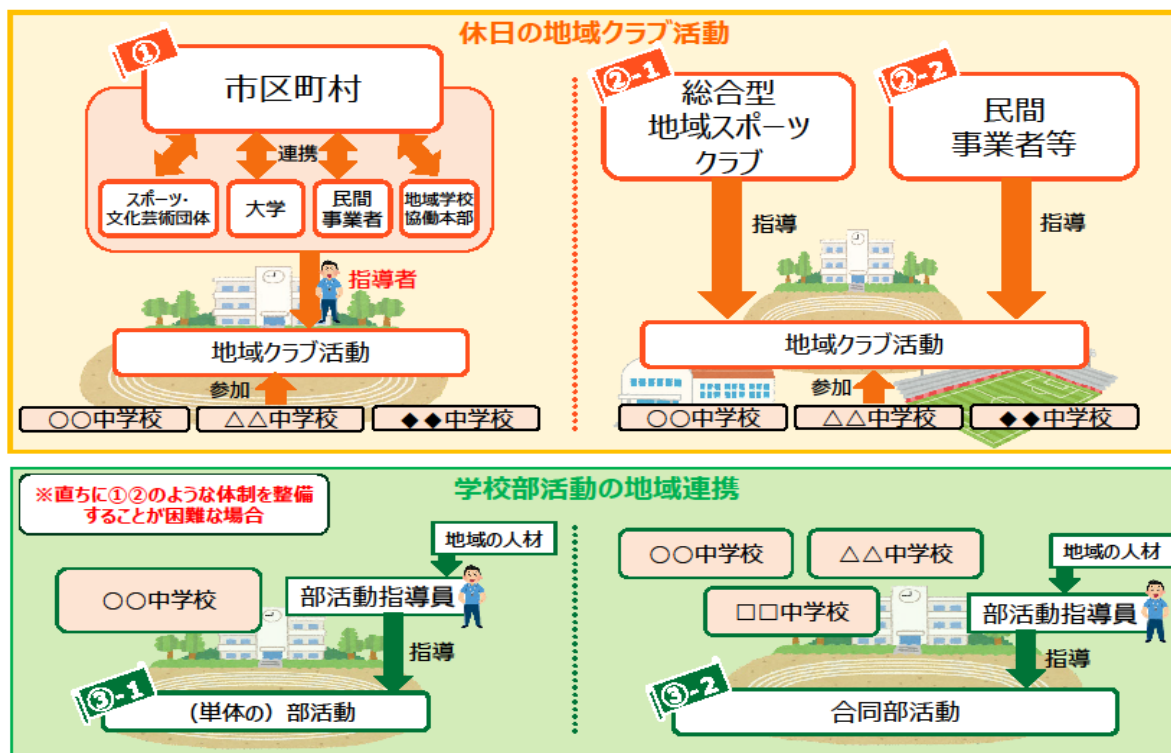 休日の地域クラブ活動
①
市区町村
連携
スポーツ・
文化芸術団体
大学
民間
事業者
地域学校
協働本部
指導者
地域クラブ活動
参加
○○中学校
△△中学校
◆◆中学校
②-1
総合型
地域スポーツ
クラブ
②-2
民間
事業者等
指導
指導
地域クラブ活動
参加
○○中学校
△△中学校
◆◆中学校
学校部活動の地域連携
※直ちに①②のような体制を整備
することが困難な場合
地域の人材
○○中学校
部活動指導員
指導
③-1
(単体の)部活動
○○中学校
△△中学校
地域の人材
□□中学校
部活動指導員
指導
③-2
合同部活動